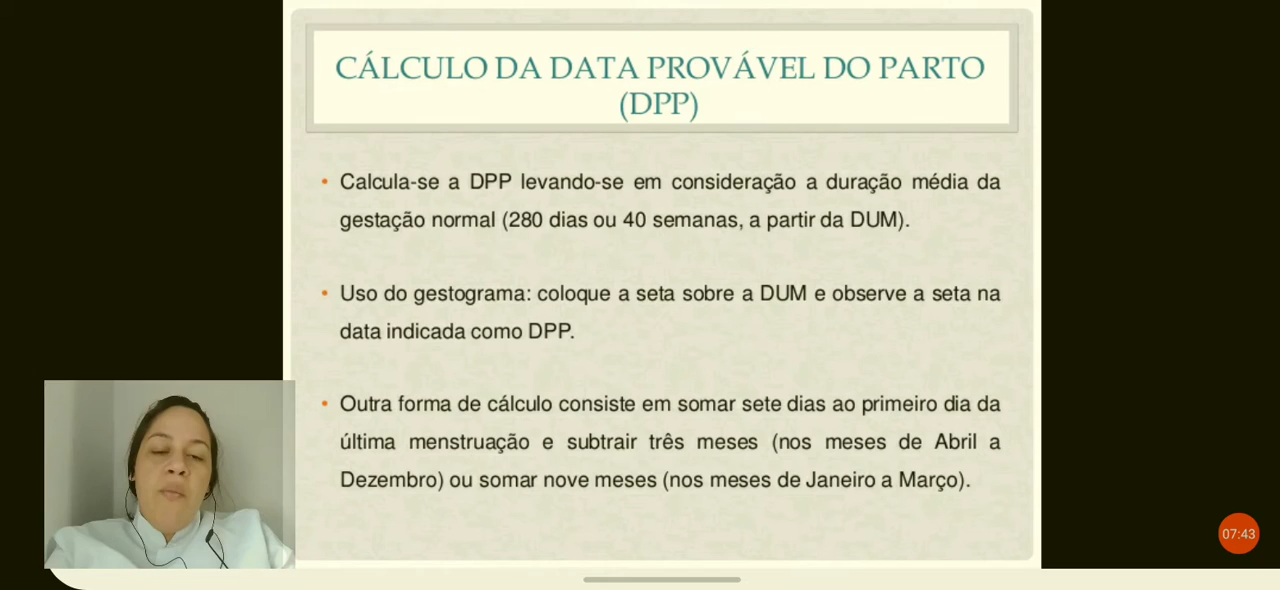 CÁLCULO DA DATA PROVÁVEL DO PARTO
(DPP)
• Calcula-se a DPP levando-se em consideração a duração média da
gestação normal (280 dias ou 40 semanas, a partir da DUM).
• Uso do gestograma: coloque a seta sobre a DUM e observe a seta na
data indicada como DPP.
• Outra forma de cálculo consiste em somar sete dias ao primeiro dia da
última menstruação e subtrair três meses (nos meses de Abril a
Dezembro) ou somar nove meses (nos meses de Janeiro a Março).
07:43